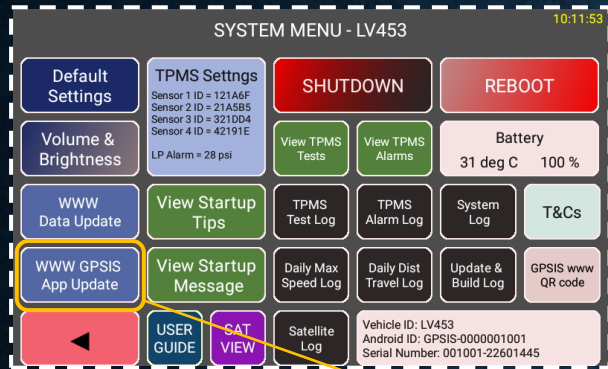 10:11:53
SYSTEM MENU - LV453
Default
Settings
TPMS Settngs
Sensor 1 ID = 121A6F
Sensor 2 ID = 21A5B5
Sensor 3 ID = 321DD4
Sensor 4 ID = 42191E
LP Alarm = 28 psi
SHUTDOWN
REBOOT
Volume &
Brightness
View TPMS
Tests
View TPMS
Alarms
Battery
31 deg C 100 %
WWW
Data Update
View Startup
Tips
TPMS
Test Log
TPMS
Alarm Log
System
Log
T&Cs
WWW GPSIS
App Update
View Startup
Message
Daily Max
Speed Log
Daily Dist
Travel Log
Update &
Build Log
GPSIS www
QR code
USER
GUIDE
SAT
VIEW
Satellite
Log
Vehicle ID: LV453
Android ID: GPSIS-0000001001
Serial Number: 001001-22601445